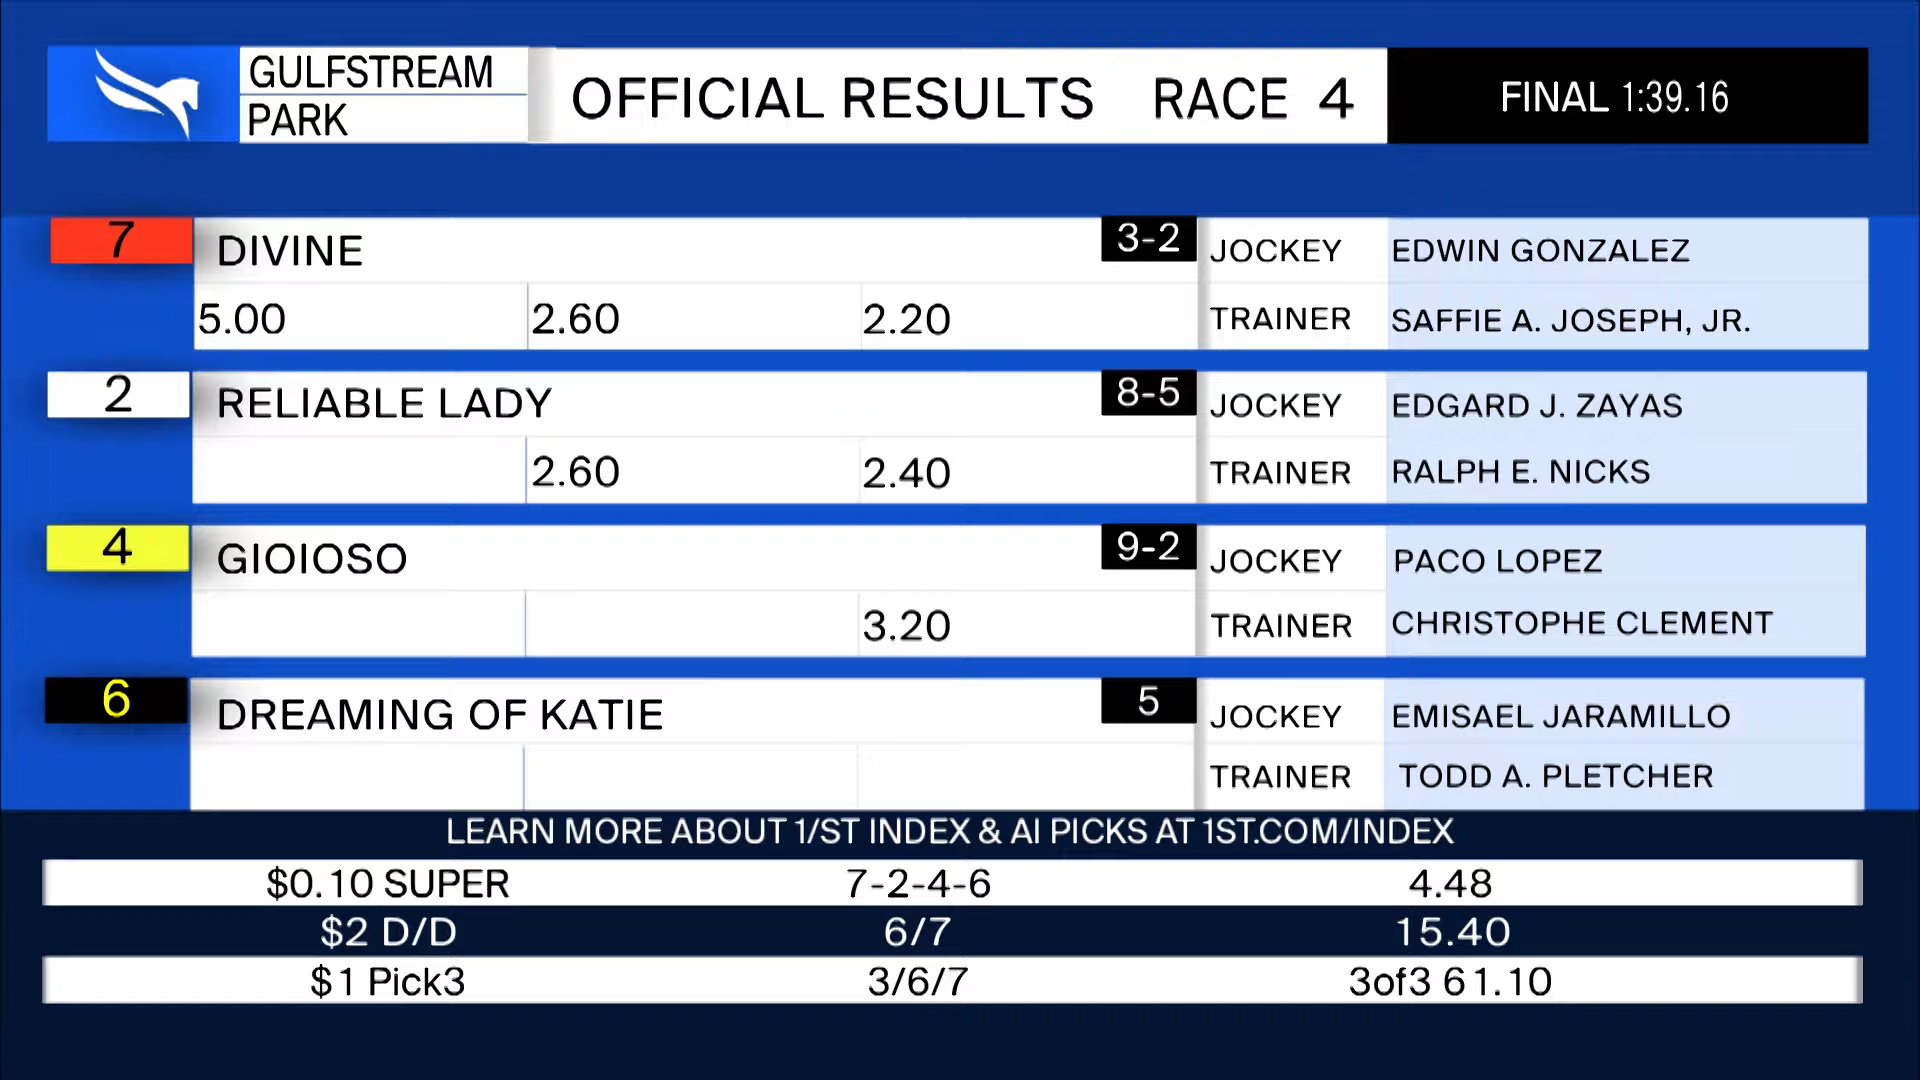 GULFSTREAM
PARK
OFFICIAL RESULTS RACE 4
FINAL 1:39.16
7 DIVINE 3-2 JOCKEY EDWIN GONZALEZ
5.00 2.60 2.20 TRAINER SAFFIE A. JOSEPH, JR.
2 RELIABLE LADY 8-5 JOCKEY EDGARD J. ZAYAS
2.60 2.40 TRAINER RALPH E. NICKS
4 GIOIOSO 9-2 JOCKEY PACO LOPEZ
3.20 TRAINER CHRISTOPHE CLEMENT
6 DREAMING OF KATIE 5 JOCKEY EMISAEL JARAMILLO
TRAINER TODD A. PLETCHER
LEARN MORE ABOUT 1/ST INDEX & AI PICKS AT 1ST.COM/INDEX
$0.10 SUPER 7-2-4-6 4.48
$2 D/D 6/7 15.40
$1 Pick3 3/6/7 3of3 61.10